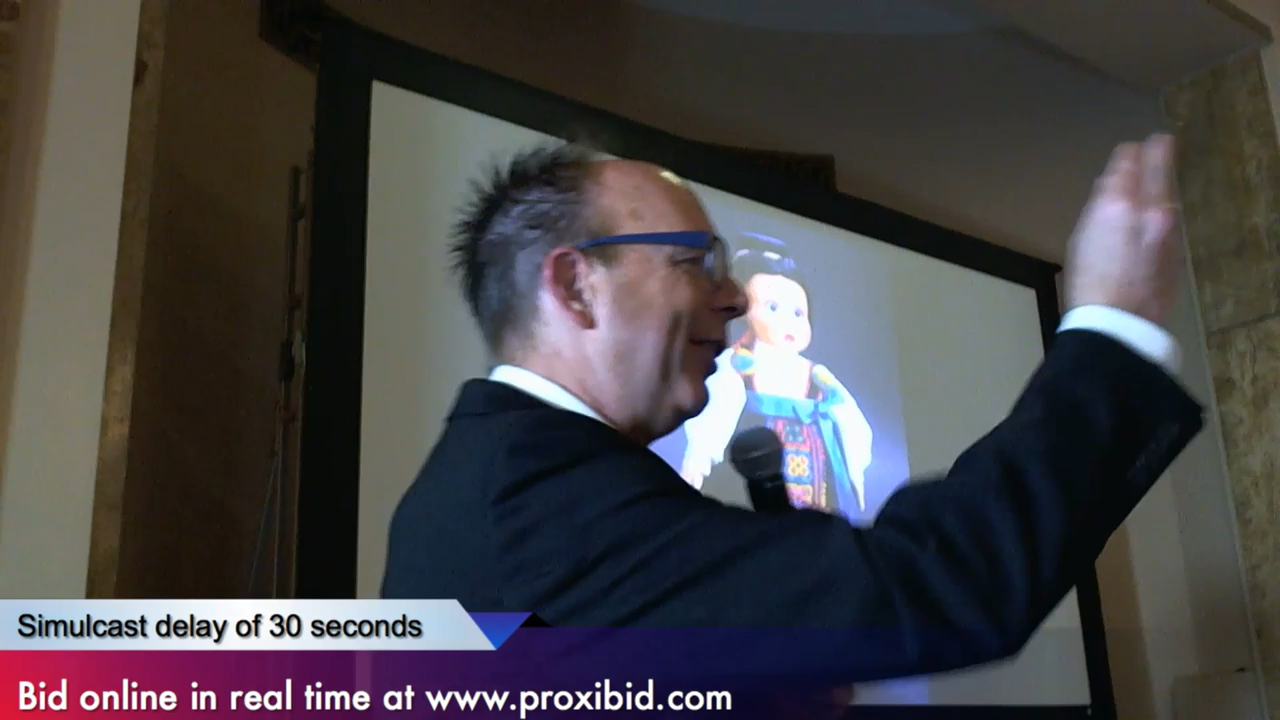 Simulcast delay of 30 seconds
Bid online in real time at www.proxibid.com